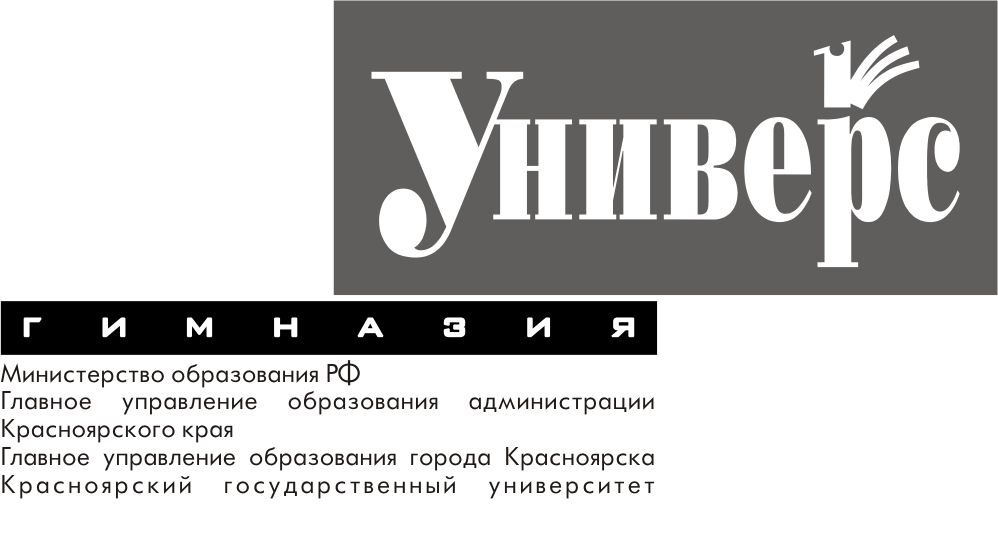 Универс
ГИМНАЗИЯ
Министерство образования РФ
Главное управление образования администрации
Красноярского края
Главное управление образования города Красноярска
Красноярский государственный университет